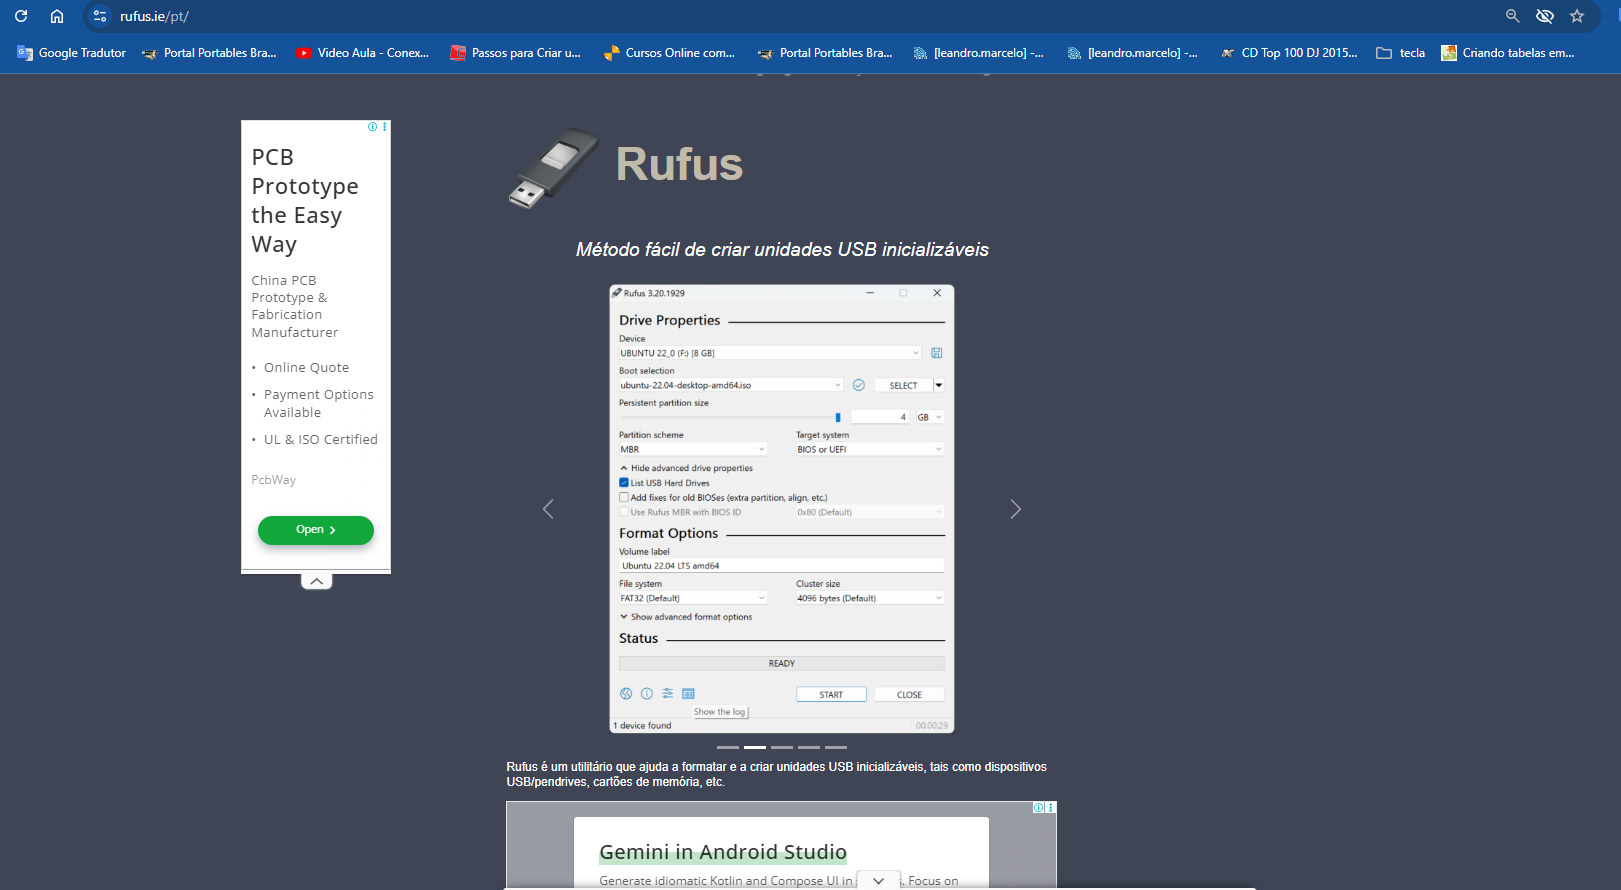 rufus.ie/pt/
Google Tradutor
Portal Portables Bra...
Video Aula - Conex...
Passos para Criar u...
Cursos Online com...
Portal Portables Bra...
[leandro.marcelo] -...
[leandro.marcelo] -...
CD Top 100 DJ 2015...
tecla
Criando tabelas em...
PCB
Prototype
the Easy
Way
China PCB
Prototype &
Fabrication
Manufacturer
• Online Quote
• Payment Options
Available
• UL & ISO Certified
PcbWay
Open
Rufus
Método fácil de criar unidades USB inicializáveis
Rufus 3.20.1929
Drive Properties
Device
UBUNTU 22_0 (F:) [8 GB]
Boot selection
ubuntu-22.04-desktop-amd64.iso
SELECT
Persistent partition size
4 GB
Partition scheme Target system
MBR BIOS or UEFI
Hide advanced drive properties
List USB Hard Drives
Add fixes for old BIOSes (extra partition, align, etc.)
Use Rufus MBR with BIOS ID 0x80 (Default)
Format Options
Volume label
Ubuntu 22.04 LTS amd64
File system Cluster size
FAT32 (Default) 4096 bytes (Default)
Show advanced format options
Status
READY
START CLOSE
Show the log
1 device found 00:00:29
Rufus é um utilitário que ajuda a formatar e a criar unidades USB inicializáveis, tais como dispositivos
USB/pendrives, cartões de memória, etc.
Gemini in Android Studio
Generate idiomatic Kotlin and Compose UI in Focus on